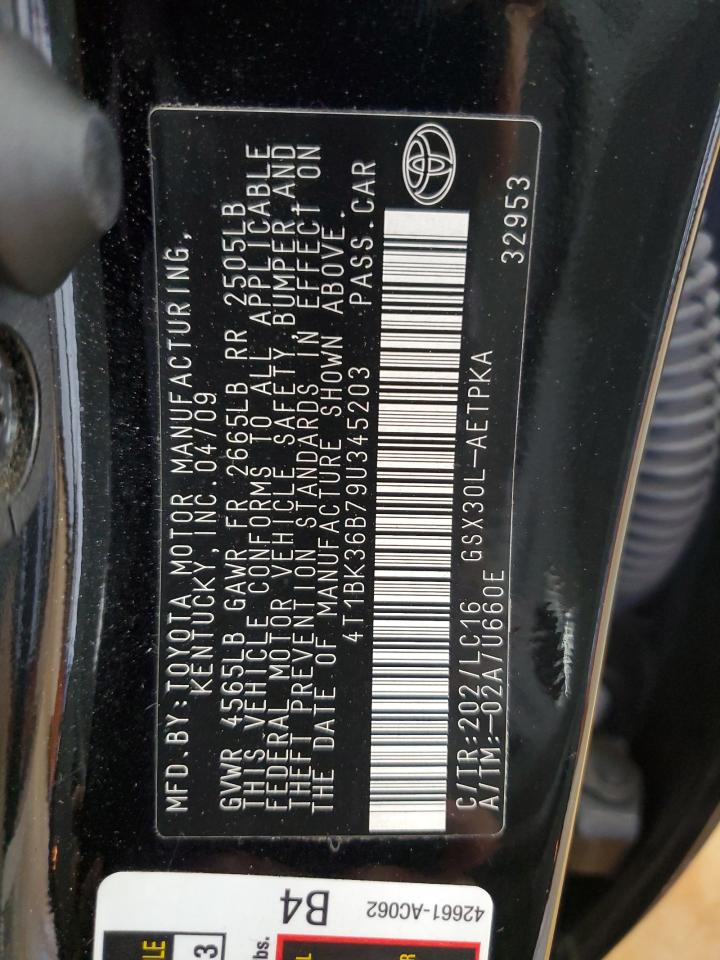 MFD.BY:TOYOTA MOTOR MANUFACTURING,
KENTUCKY, INC.04/09
GVWR 4565LB GAWR FR 2665LB RR 2505LB
THIS VEHICLE CONFORMS TO ALL APPLICABLE
FEDERAL MOTOR VEHICLE SAFETY, BUMPER,AND
THEFT PREVENTION STANDARDS IN EFFECT ON
THE DATE OF MANUFACTURE SHOWN ABOVE.
4T1BK36B79U345203 PASS.CAR
C/TR:202/LC16 GSX30L-AETPKA
A/TM:-02A/U660E 32953
42661-AC062
B4
lbs.
3